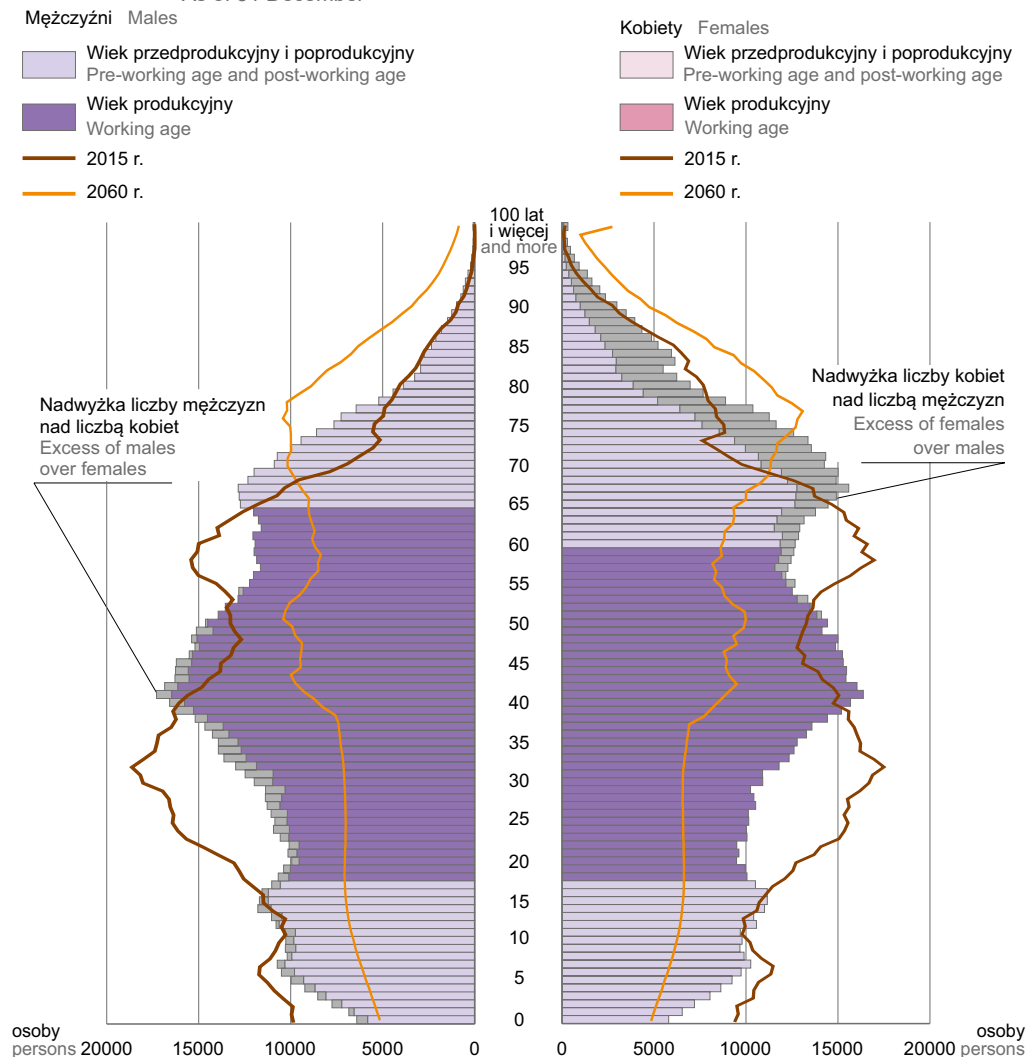 As of 31 December
Mężczyźni Males
Wiek przedprodukcyjny i poprodukcyjny
Pre-working age and post-working age
Wiek produkcyjny
Working age
2015 r.
2060 r.
Kobiety Females
Wiek przedprodukcyjny i poprodukcyjny
Pre-working age and post-working age
Wiek produkcyjny
Working age
2015 r.
2060 r.
100 lat
i więcej
and more
95
90
85
80
75
70
65
60
55
50
45
40
35
30
25
20
15
10
5
0
Nadwyżka liczby mężczyzn
nad liczbą kobiet
Excess of males
over females
Nadwyżka liczby kobiet
nad liczbą mężczyzn
Excess of females
over males
osoby
persons
20000 15000 10000 5000 0
0 5000 10000 15000 20000
osoby
persons